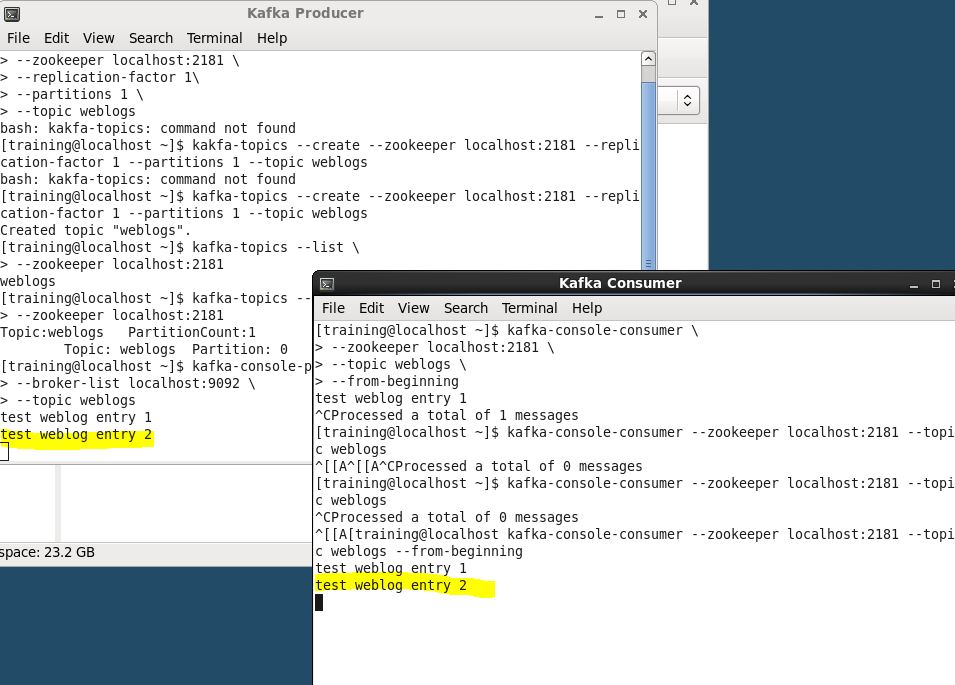 Kafka Producer
File Edit View Search Terminal Help
> --zookeeper localhost:2181 \
> --replication-factor 1\
> --partitions 1 \
> --topic weblogs
bash: kakfa-topics: command not found
[training@localhost ~]$ kakfa-topics --create --zookeeper localhost:2181 --repli
cation-factor 1 --partitions 1 --topic weblogs
bash: kakfa-topics: command not found
[training@localhost ~]$ kafka-topics --create --zookeeper localhost:2181 --repli
cation-factor 1 --partitions 1 --topic weblogs
Created topic "weblogs".
[training@localhost ~]$ kafka-topics --list \
> --zookeeper localhost:2181
weblogs
[training@localhost ~]$ kafka-topics --
> --zookeeper localhost:2181
Topic:weblogs PartitionCount:1
Topic: weblogs Partition: 0
[training@localhost ~]$ kafka-console-p
> --broker-list localhost:9092 \
> --topic weblogs
test weblog entry 1
test weblog entry 2
space: 23.2 GB
Kafka Consumer
File Edit View Search Terminal Help
[training@localhost ~]$ kafka-console-consumer \
> --zookeeper localhost:2181 \
> --topic weblogs \
> --from-beginning
test weblog entry 1
^CProcessed a total of 1 messages
[training@localhost ~]$ kafka-console-consumer --zookeeper localhost:2181 --topi
c weblogs
^[[A^[[A^CProcessed a total of 0 messages
[training@localhost ~]$ kafka-console-consumer --zookeeper localhost:2181 --topi
c weblogs
^CProcessed a total of 0 messages
^[[A[training@localhost ~]$ kafka-console-consumer --zookeeper localhost:2181 --topi
c weblogs --from-beginning
test weblog entry 1
test weblog entry 2